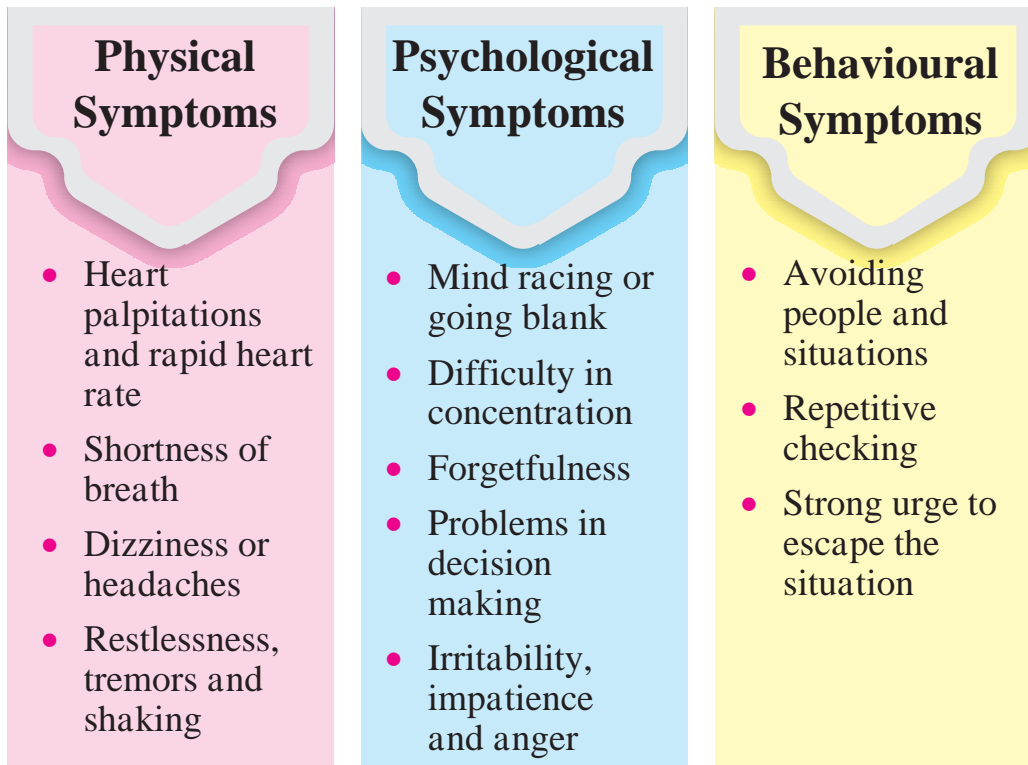 Physical
Symptoms
• Heart
palpitations
and rapid heart
rate
• Shortness of
breath
• Dizziness or
headaches
• Restlessness,
tremors and
shaking
Psychological
Symptoms
• Mind racing or
going blank
• Difficulty in
concentration
• Forgetfulness
• Problems in
decision
making
• Irritability,
impatience
and anger
Behavioural
Symptoms
• Avoiding
people and
situations
• Repetitive
checking
• Strong urge to
escape the
situation